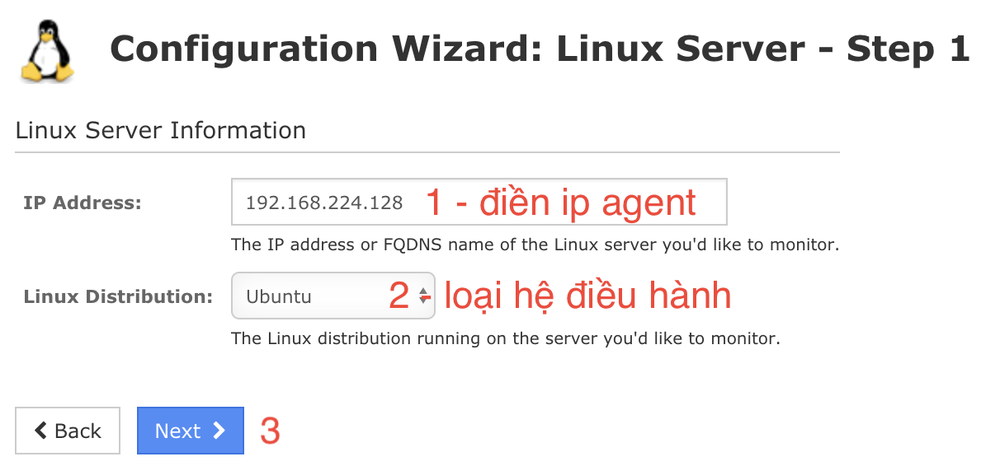 Configuration Wizard: Linux Server - Step 1
Linux Server Information
IP Address: 192.168.224.128 1 - điền ip agent
The IP address or FQDNS name of the Linux server you'd like to monitor.
Linux Distribution: Ubuntu 2 - loại hệ điều hành
The Linux distribution running on the server you'd like to monitor.
Back Next 3